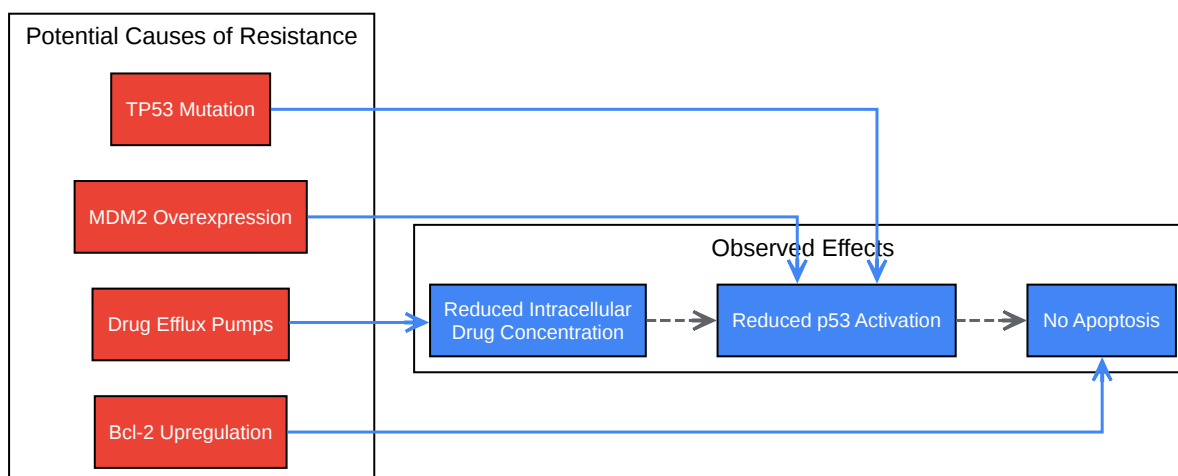 Potential Causes of Resistance
TP53 Mutation
MDM2 Overexpression
Drug Efflux Pumps
Bcl-2 Upregulation
Observed Effects
Reduced Intracellular
Drug Concentration
Reduced p53 Activation
No Apoptosis